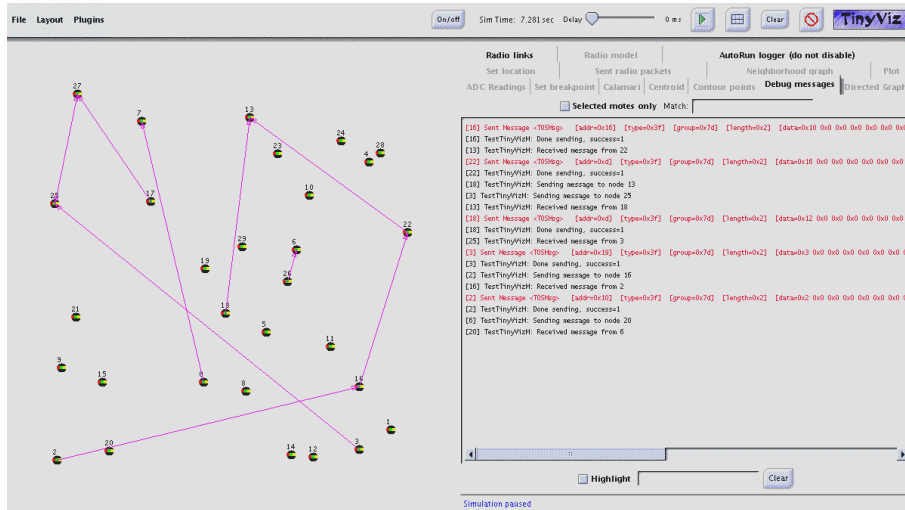 File Layout Plugins On/off Sim Time: 7.281 sec Delay 0 ms Clear TinyViz
Radio links Radio model AutoRun logger (do not disable)
Set location Sent radio packets Neighborhood graph Plot
ADC Readings Set breakpoint Calamari Centroid Contour points Debug messages Directed Graph
Selected motes only Match:
[16] Sent Message <TOSMsg> [addr=0x16] [type=0x3f] [group=0x7d] [length=0x2] [data=0x10 0x0 0x0 0x0 0x0 0x0 0x0
[16] TestTinyVizM: Done sending, success=1
[13] TestTinyVizM: Received message from 22
[22] Sent Message <TOSMsg> [addr=0xd] [type=0x3f] [group=0x7d] [length=0x2] [data=0x16 0x0 0x0 0x0 0x0 0x0 0x0
[22] TestTinyVizM: Done sending, success=1
[18] TestTinyVizM: Sending message to node 13
[3] TestTinyVizM: Sending message to node 25
[13] TestTinyVizM: Received message from 18
[18] Sent Message <TOSMsg> [addr=0xd] [type=0x3f] [group=0x7d] [length=0x2] [data=0x12 0x0 0x0 0x0 0x0 0x0 0x0
[18] TestTinyVizM: Done sending, success=1
[25] TestTinyVizM: Received message from 3
[3] Sent Message <TOSMsg> [addr=0x19] [type=0x3f] [group=0x7d] [length=0x2] [data=0x3 0x0 0x0 0x0 0x0 0x0 0x0
[3] TestTinyVizM: Done sending, success=1
[2] TestTinyVizM: Sending message to node 16
[16] TestTinyVizM: Received message from 2
[2] Sent Message <TOSMsg> [addr=0x10] [type=0x3f] [group=0x7d] [length=0x2] [data=0x2 0x0 0x0 0x0 0x0 0x0 0x0
[2] TestTinyVizM: Done sending, success=1
[6] TestTinyVizM: Sending message to node 20
[20] TestTinyVizM: Received message from 6
Highlight Clear
Simulation paused
27
7
13
24
28
4
23
10
17
25
22
29
6
19
26
18
21
5
11
9
15
0
8
16
1
20
2
14
12
3